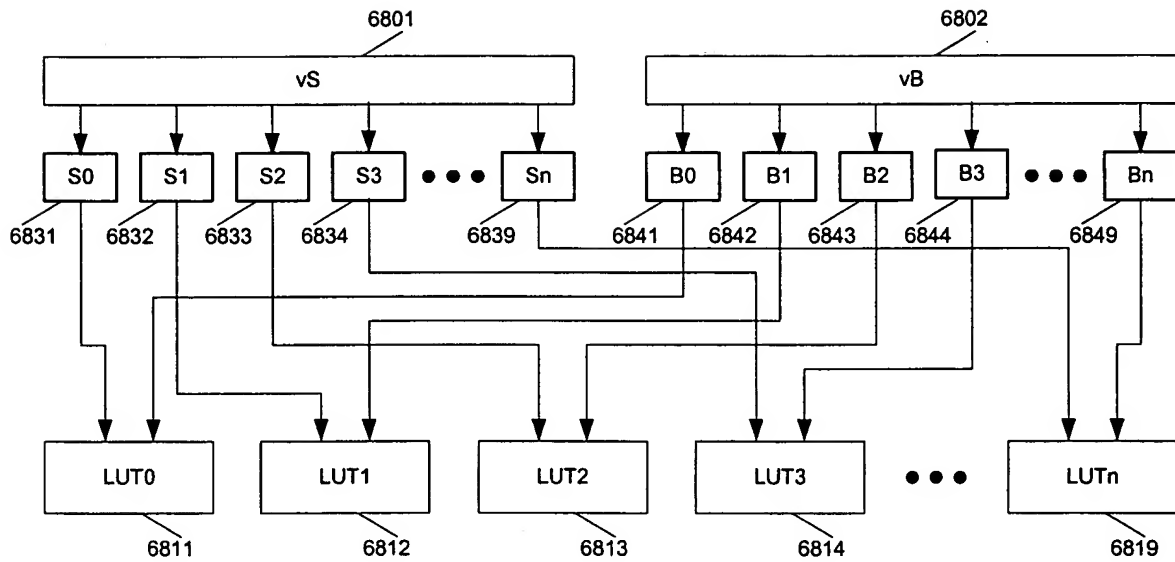 6801 6802
vS vB
S0 S1 S2 S3 Sn B0 B1 B2 B3 Bn
6831 6832 6833 6834 6839 6841 6842 6843 6844 6849
LUT0 LUT1 LUT2 LUT3 LUTn
6811 6812 6813 6814 6819